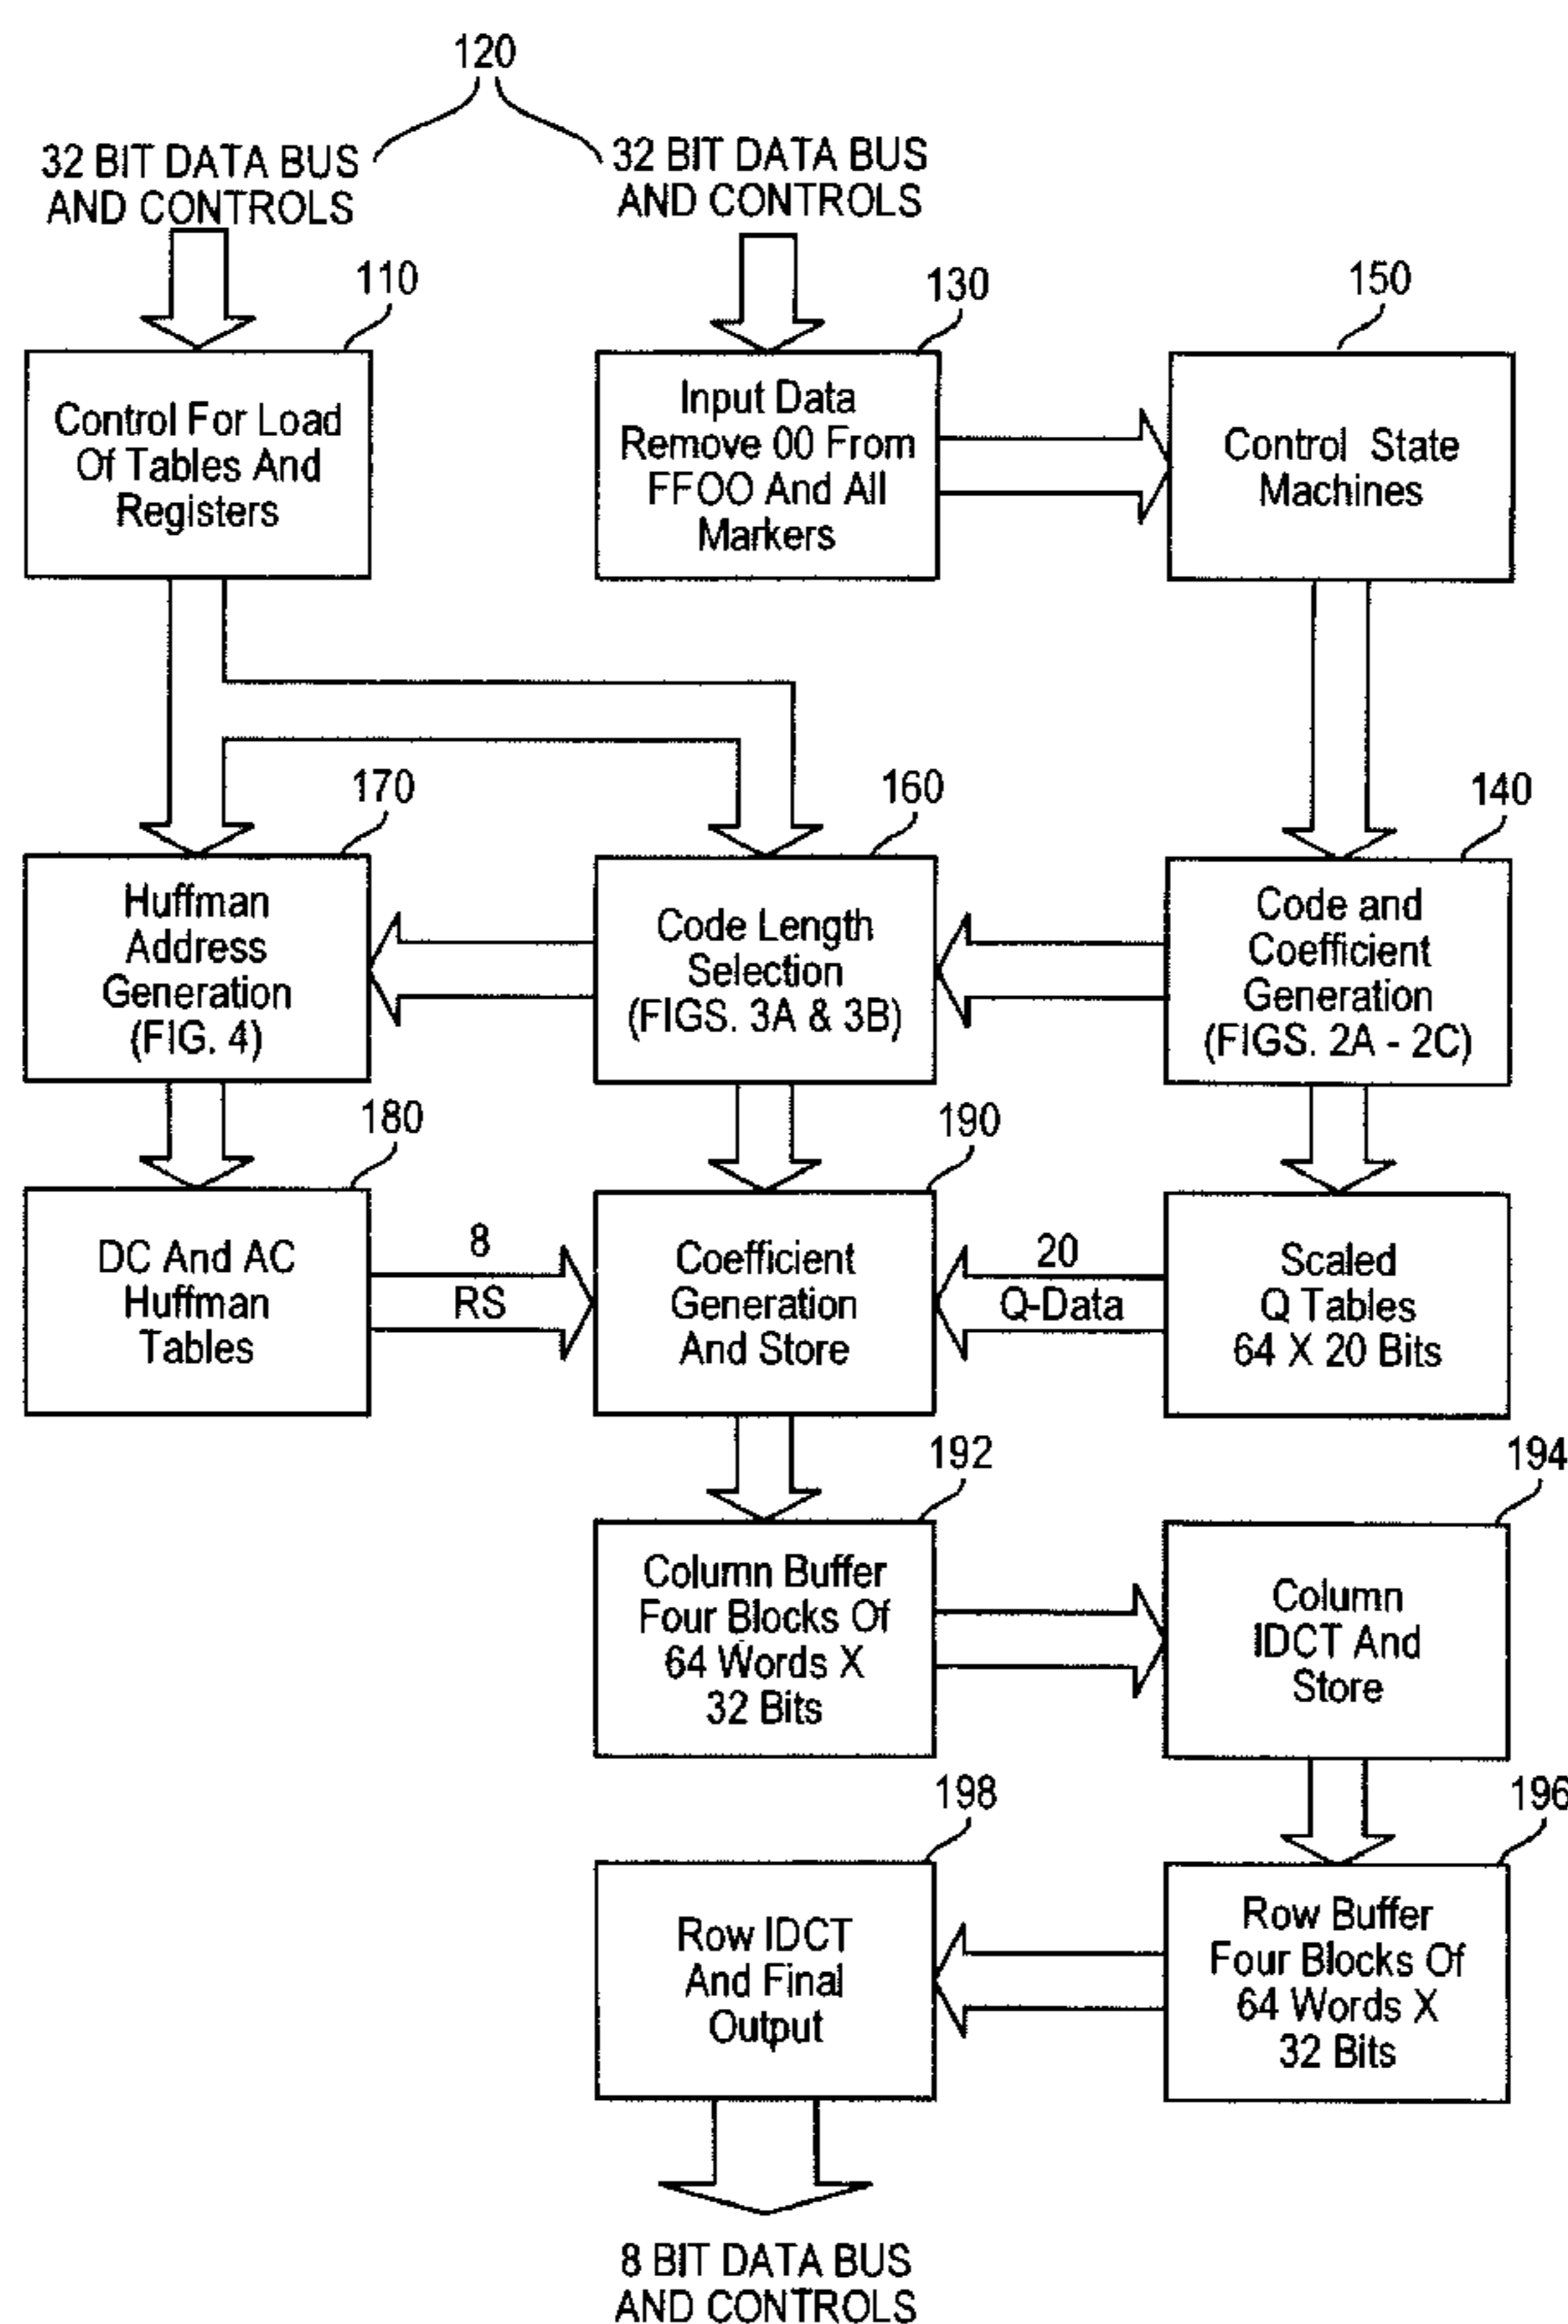 120
32 BIT DATA BUS
AND CONTROLS
32 BIT DATA BUS
AND CONTROLS
110
130
150
Control For Load
Of Tables And
Registers
Input Data
Remove 00 From
FFOO And All
Markers
Control State
Machines
170
160
140
Huffman
Address
Generation
(FIG. 4)
Code Length
Selection
(FIGS. 3A & 3B)
Code and
Coefficient
Generation
(FIGS. 2A - 2C)
180
190
DC And AC
Huffman
Tables
8
RS
Coefficient
Generation
And Store
20
Q-Data
Scaled
Q Tables
64 X 20 Bits
192
194
Column Buffer
Four Blocks Of
64 Words X
32 Bits
Column
IDCT And
Store
198
196
Row IDCT
And Final
Output
Row Buffer
Four Blocks Of
64 Words X
32 Bits
8 BIT DATA BUS
AND CONTROLS